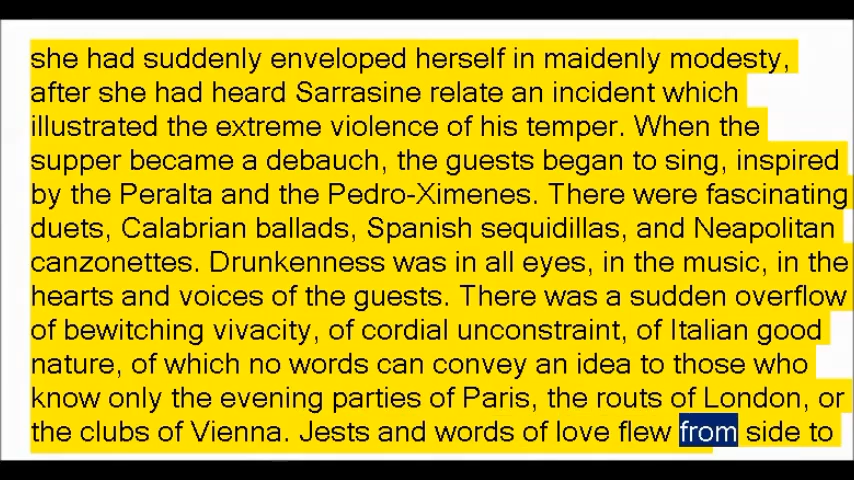 she had suddenly enveloped herself in maidenly modesty,
after she had heard Sarrasine relate an incident which
illustrated the extreme violence of his temper. When the
supper became a debauch, the guests began to sing, inspired
by the Peralta and the Pedro-Ximenes. There were fascinating
duets, Calabrian ballads, Spanish sequidillas, and Neapolitan
canzonettes. Drunkenness was in all eyes, in the music, in the
hearts and voices of the guests. There was a sudden overflow
of bewitching vivacity, of cordial unconstraint, of Italian good
nature, of which no words can convey an idea to those who
know only the evening parties of Paris, the routs of London, or
the clubs of Vienna. Jests and words of love flew from side to